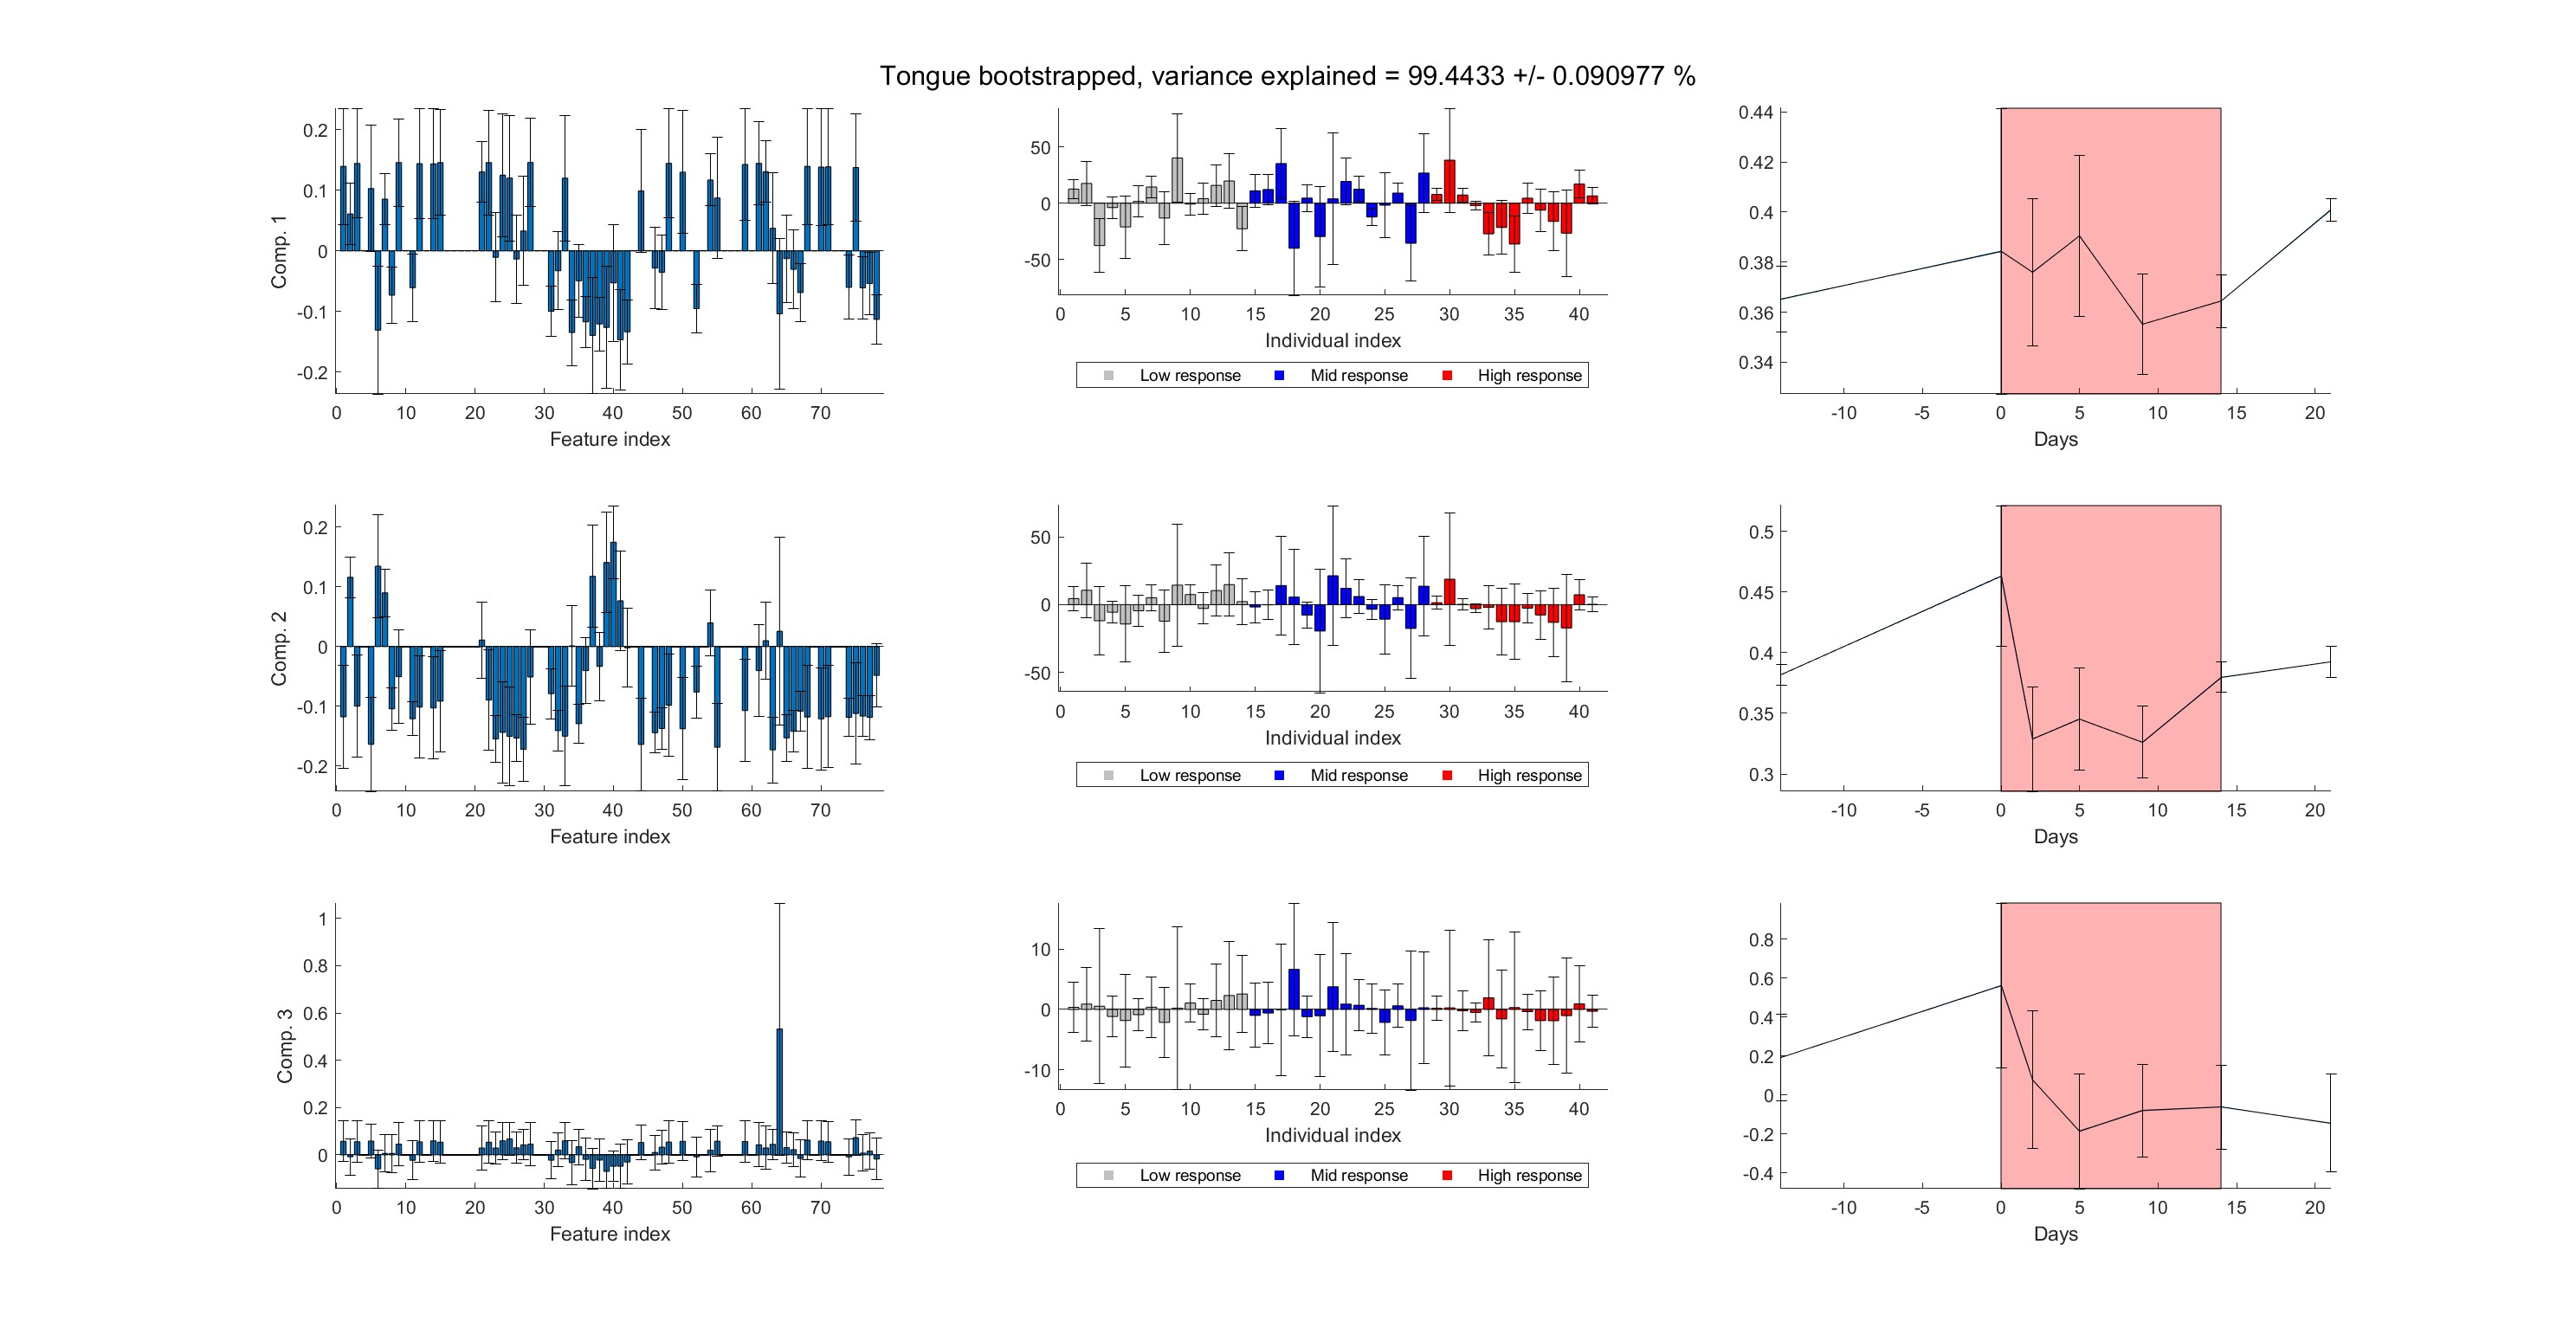 Tongue bootstrapped, variance explained = 99.4433 +/- 0.090977 %
Comp. 1
0.2
0.1
0
-0.1
-0.2
0 10 20 30 40 50 60 70
Feature index
50
0
-50
0 5 10 15 20 25 30 35 40
Individual index
Low response Mid response High response
0.44
0.42
0.4
0.38
0.36
0.34
-10 -5 0 5 10 15 20
Days
Comp. 2
0.2
0.1
0
-0.1
-0.2
0 10 20 30 40 50 60 70
Feature index
50
0
-50
0 5 10 15 20 25 30 35 40
Individual index
Low response Mid response High response
0.5
0.45
0.4
0.35
0.3
-10 -5 0 5 10 15 20
Days
Comp. 3
1
0.8
0.6
0.4
0.2
0
0 10 20 30 40 50 60 70
Feature index
10
0
-10
0 5 10 15 20 25 30 35 40
Individual index
Low response Mid response High response
0.8
0.6
0.4
0.2
0
-0.2
-0.4
-10 -5 0 5 10 15 20
Days